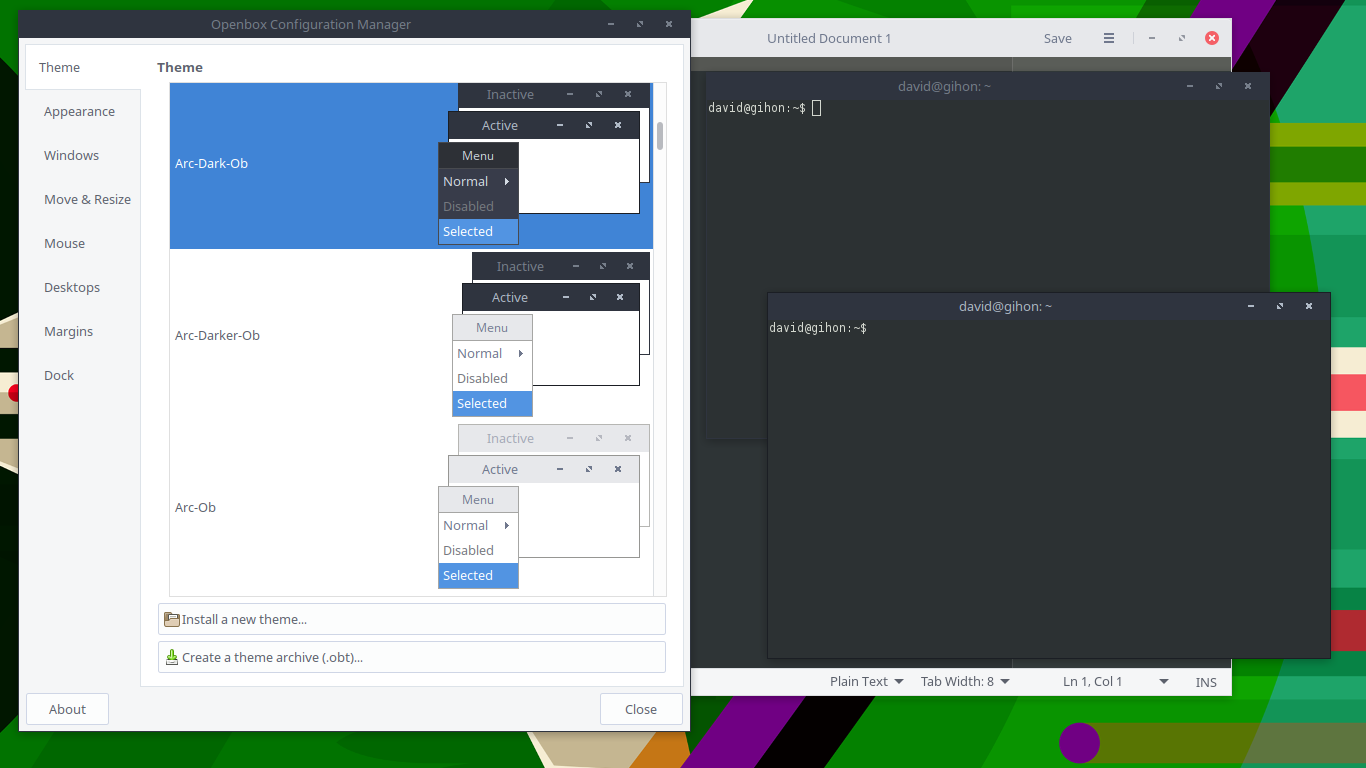 Openbox Configuration Manager
Theme
Appearance
Windows
Move & Resize
Mouse
Desktops
Margins
Dock
Theme
Arc-Dark-Ob
Inactive
Active
Menu
Normal
Disabled
Selected
Arc-Darker-Ob
Inactive
Active
Menu
Normal
Disabled
Selected
Arc-Ob
Inactive
Active
Menu
Normal
Disabled
Selected
Install a new theme...
Create a theme archive (.obt)...
About
Close
Untitled Document 1
Save
david@gihon: ~
david@gihon:~$
david@gihon: ~
david@gihon:~$
Plain Text
Tab Width: 8
Ln 1, Col 1
INS